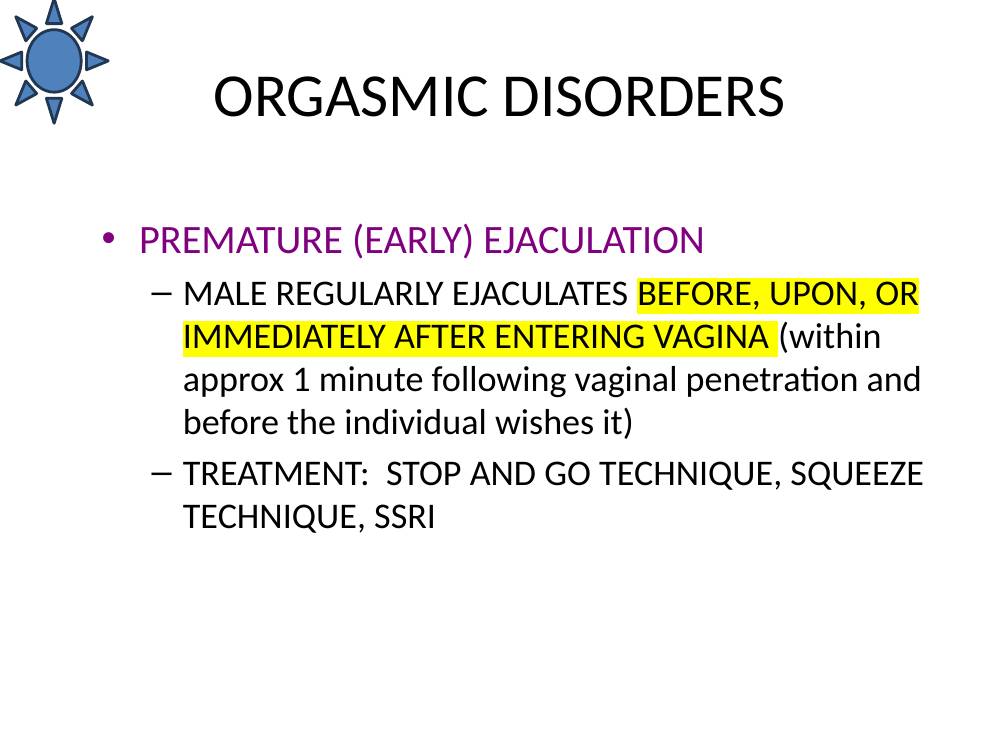 ORGASMIC DISORDERS
• PREMATURE (EARLY) EJACULATION
– MALE REGULARLY EJACULATES BEFORE, UPON, OR
IMMEDIATELY AFTER ENTERING VAGINA (within
approx 1 minute following vaginal penetration and
before the individual wishes it)
– TREATMENT:  STOP AND GO TECHNIQUE, SQUEEZE
TECHNIQUE, SSRI